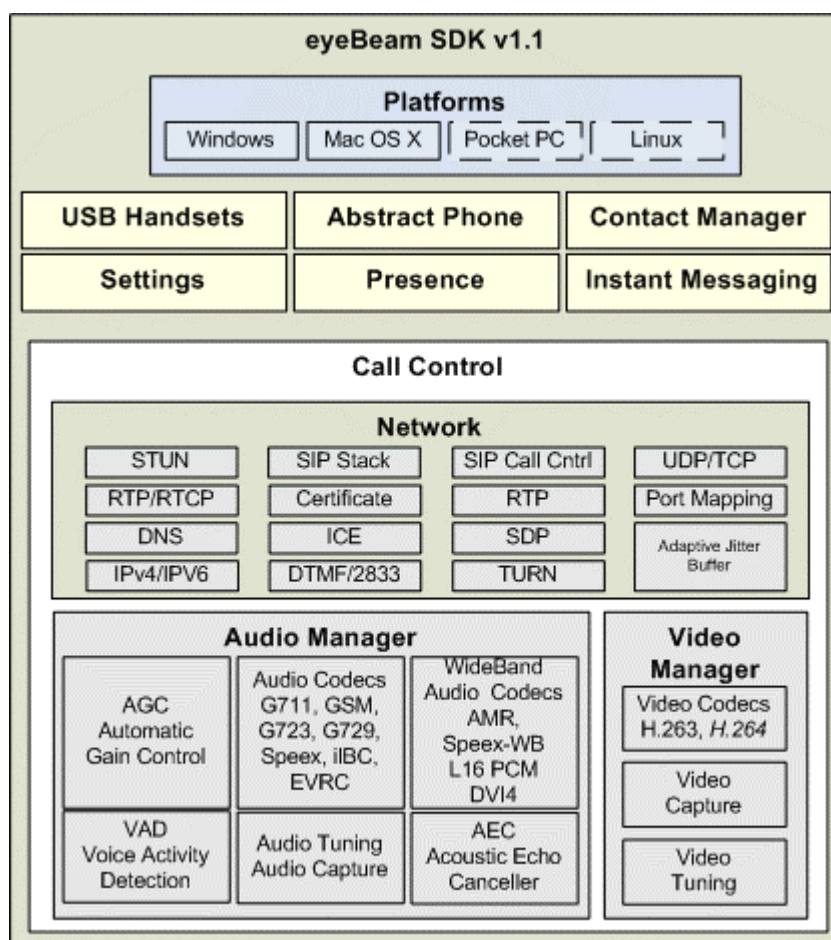 eyeBeam SDK v1.1
Platforms
Windows
Mac OS X
Pocket PC
Linux
USB Handsets
Abstract Phone
Contact Manager
Settings
Presence
Instant Messaging
Call Control
Network
STUN
SIP Stack
SIP Call Cntrl
UDP/TCP
RTP/RTCP
Certificate
RTP
Port Mapping
DNS
ICE
SDP
Adaptive Jitter
Buffer
IPv4/IPV6
DTMF/2833
TURN
Audio Manager
AGC
Automatic
Gain Control
Audio Codecs
G711, GSM,
G723, G729,
Speex, iIBC,
EVRC
WideBand
Audio Codecs
AMR,
Speex-WB
L16 PCM
DVI4
VAD
Voice Activity
Detection
Audio Tuning
Audio Capture
AEC
Acoustic Echo
Canceller
Video
Manager
Video Codecs
H.263, H.264
Video
Capture
Video
Tuning